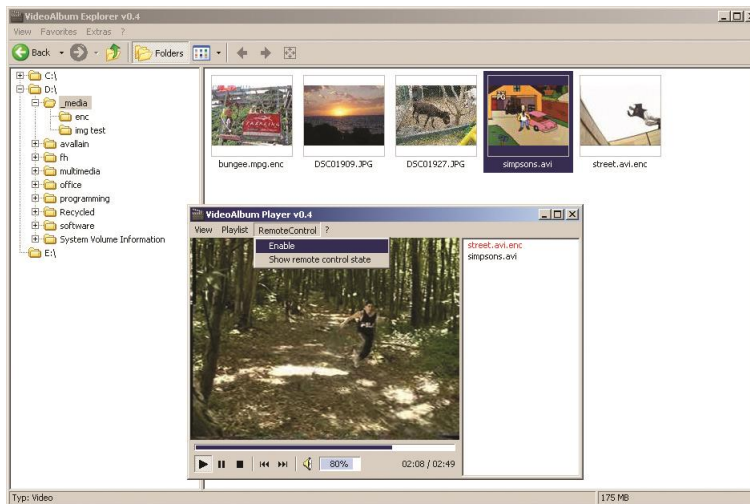 VideoAlbum Explorer v0.4
View Favorites Extras ?
Back Folders
C:\
D:\
_media
enc
img test
avallain
fh
multimedia
office
programming
Recycled
software
System Volume Information
E:\
bungee.mpg.enc DSC01909.JPG DSC01927.JPG simpsons.avi street.avi.enc
VideoAlbum Player v0.4
View Playlist RemoteControl ?
Enable
Show remote control state
street.avi.enc
simpsons.avi
80% 02:08 / 02:49
Typ: Video 175 MB